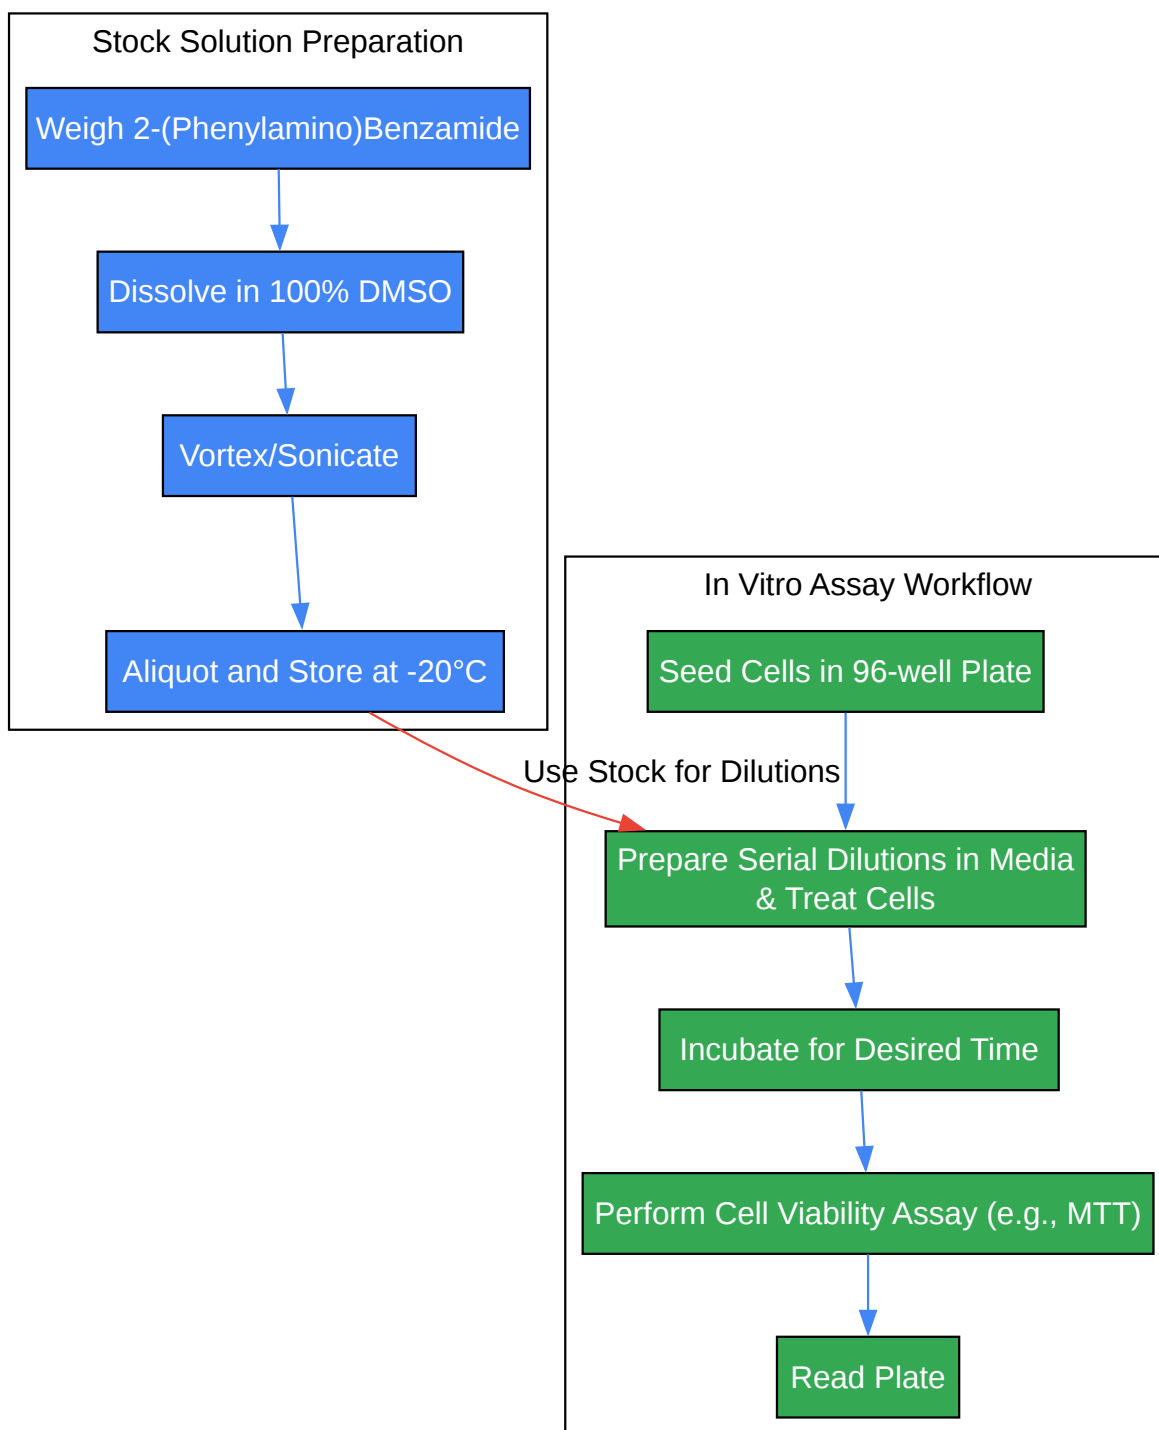 Stock Solution Preparation
Weigh 2-(Phenylamino)Benzamide
Dissolve in 100% DMSO
Vortex/Sonicate
Aliquot and Store at -20°C
In Vitro Assay Workflow
Seed Cells in 96-well Plate
Use Stock for Dilutions
Prepare Serial Dilutions in Media
& Treat Cells
Incubate for Desired Time
Perform Cell Viability Assay (e.g., MTT)
Read Plate